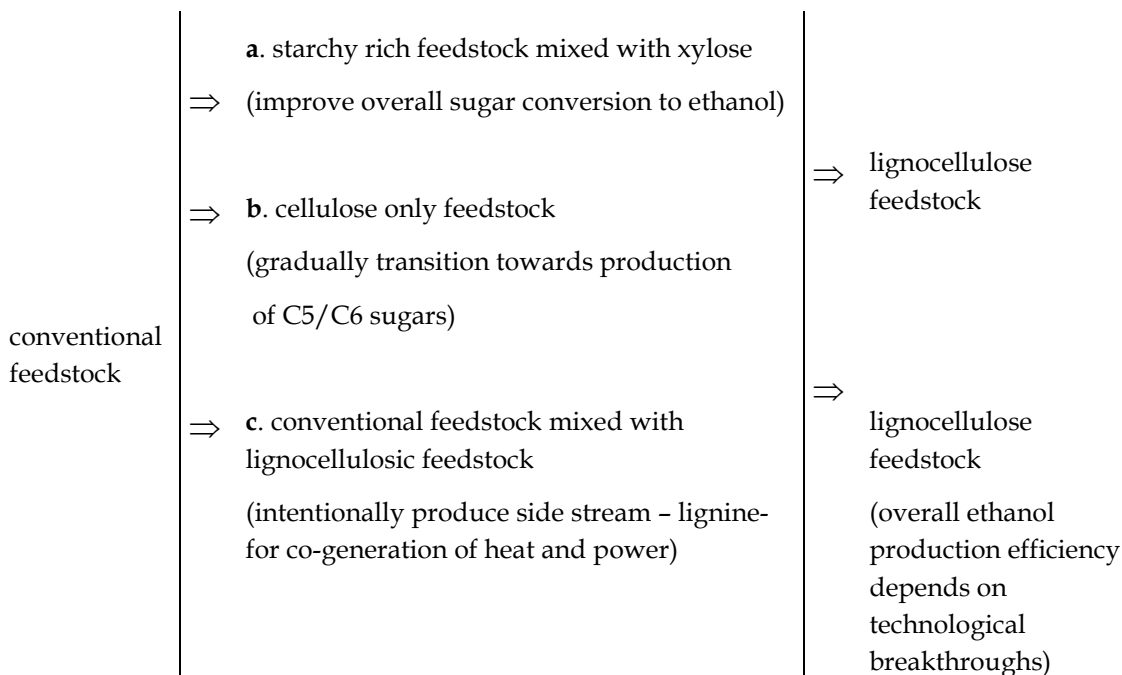 conventional
feedstock
⇒
a. starchy rich feedstock mixed with xylose
(improve overall sugar conversion to ethanol)
⇒
b. cellulose only feedstock
(gradually transition towards production
of C5/C6 sugars)
⇒
c. conventional feedstock mixed with
lignocellulosic feedstock
(intentionally produce side stream – lignine-
for co-generation of heat and power)
⇒
lignocellulose
feedstock
⇒
lignocellulose
feedstock
(overall ethanol
production efficiency
depends on
technological
breakthroughs)